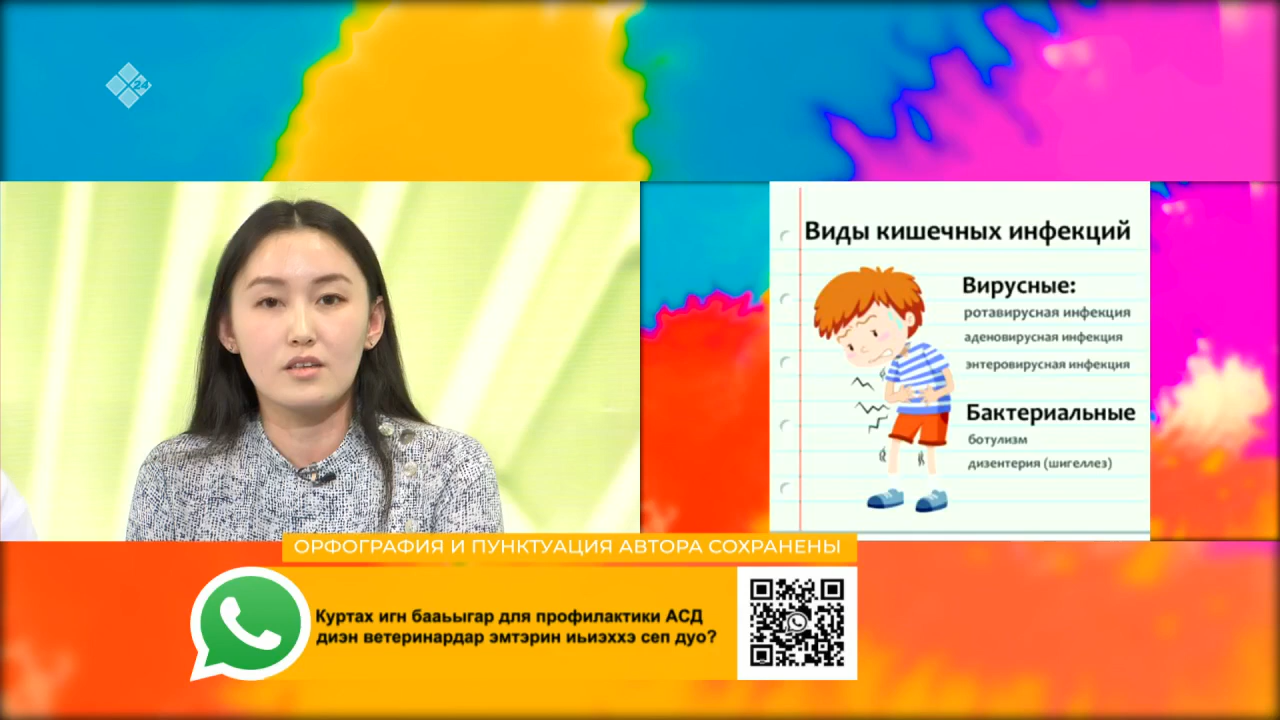 24
Виды кишечных инфекций
Вирусные:
ротавирусная инфекция
аденовирусная инфекция
энтеровирусная инфекция
Бактериальные
ботулизм
дизентерия (шигеллез)
ОРФОГРАФИЯ И ПУНКТУАЦИЯ АВТОРА СОХРАНЕНЫ
Куртах игн бааьыгар для профилактики АСД
диэн ветеринардар эмтэрин иьиэххэ сеп дуо?